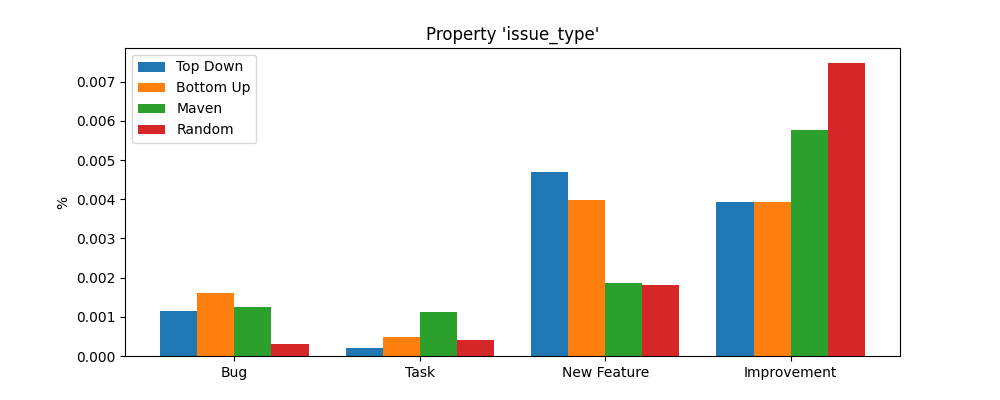 Property 'issue_type'
Top Down
Bottom Up
Maven
Random
%
0.007
0.006
0.005
0.004
0.003
0.002
0.001
0.000
Bug
Task
New Feature
Improvement